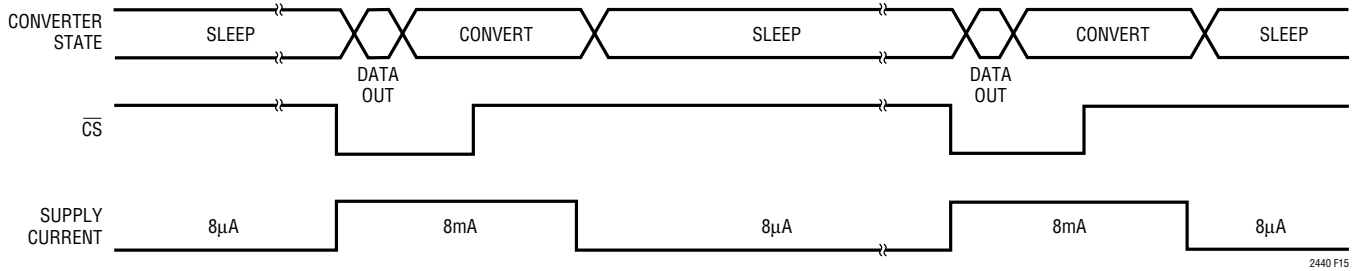 CONVERTER
STATE
SLEEP
CONVERT
SLEEP
CONVERT
SLEEP
DATA
OUT
DATA
OUT
CS
SUPPLY
CURRENT
8µA
8mA
8µA
8mA
8µA
2440 F15